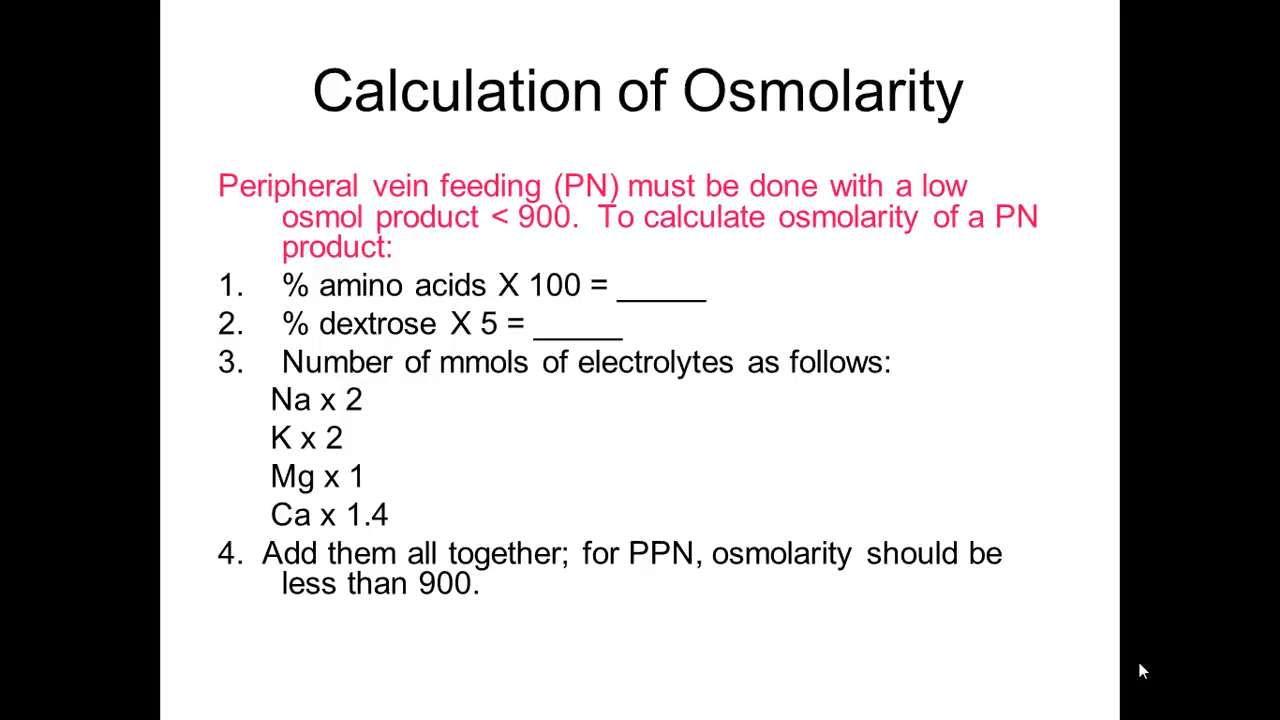 Calculation of Osmolarity
Peripheral vein feeding (PN) must be done with a low
osmol product < 900. To calculate osmolarity of a PN
product:
1. % amino acids X 100 = _____
2. % dextrose X 5 = _____
3. Number of mmols of electrolytes as follows:
Na x 2
K x 2
Mg x 1
Ca x 1.4
4. Add them all together; for PPN, osmolarity should be
less than 900.